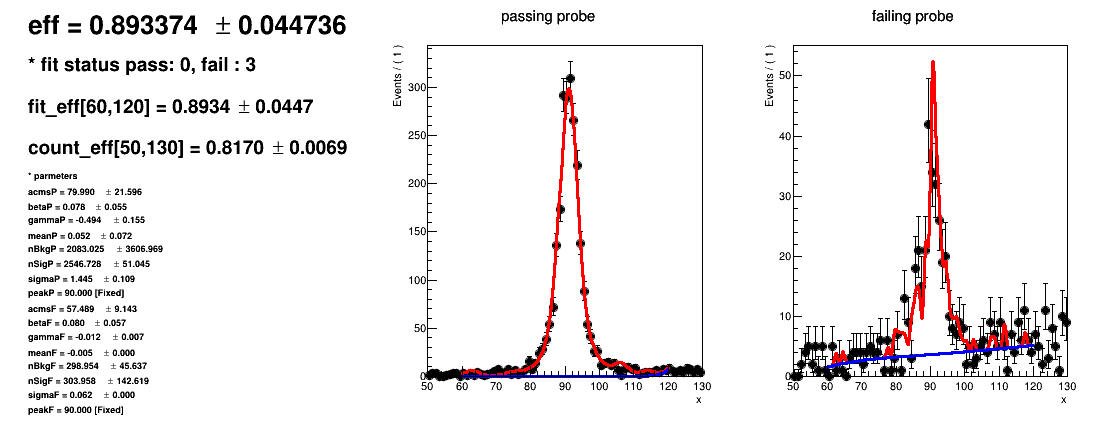 eff = 0.893374 ± 0.044736
* fit status pass: 0, fail : 3
fit_eff[60,120] = 0.8934 ± 0.0447
count_eff[50,130] = 0.8170 ± 0.0069
* parmeters
acmsP = 79.990 ± 21.596
betaP = 0.078 ± 0.055
gammaP = -0.494 ± 0.155
meanP = 0.052 ± 0.072
nBkgP = 2083.025 ± 3606.969
nSigP = 2546.728 ± 51.045
sigmaP = 1.445 ± 0.109
peakP = 90.000 [Fixed]
acmsF = 57.489 ± 9.143
betaF = 0.080 ± 0.057
gammaF = -0.012 ± 0.007
meanF = -0.005 ± 0.000
nBkgF = 298.954 ± 45.637
nSigF = 303.958 ± 142.619
sigmaF = 0.062 ± 0.000
peakF = 90.000 [Fixed]
passing probe
Events / ( 1 )
300
250
200
150
100
50
0
50 60 70 80 90 100 110 120 130
x
failing probe
Events / ( 1 )
50
40
30
20
10
0
50 60 70 80 90 100 110 120 130
x